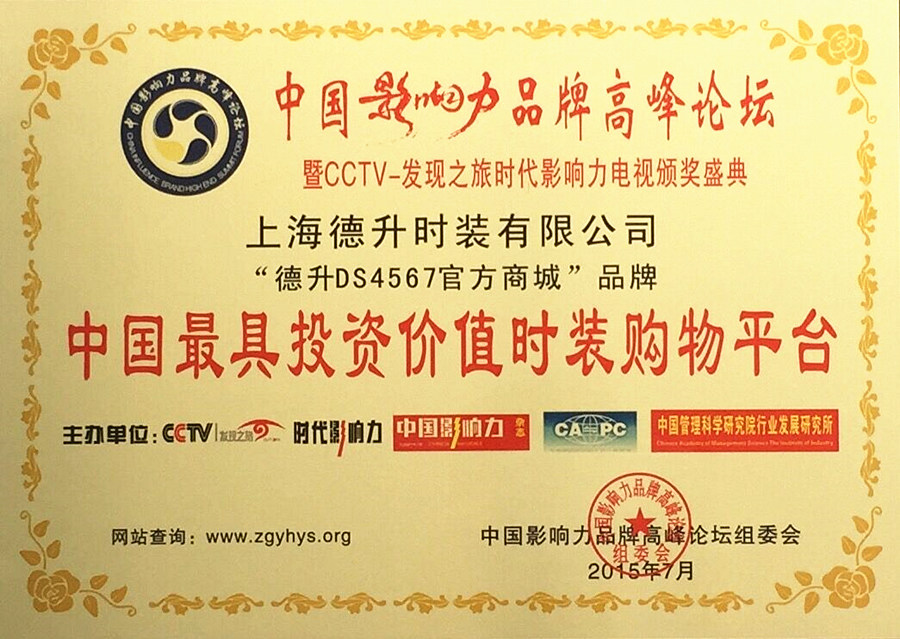 中国影响力品牌高峰论坛
CHINA INFLUENCE BRAND HIGH END SUMMIT FORUM
中国影响力品牌高峰论坛
暨CCTV-发现之旅时代影响力电视颁奖盛典
上海德升时装有限公司
“德升DS4567官方商城”品牌
中国最具投资价值时装购物平台
主办单位：CCTV 发现之旅 时代影响力 中国影响力 杂志 CAPC 中国管理科学研究院行业发展研究所
Chinese Academy of Management Science The Institute of Industry
网站查询：www.zgyhys.org
中国影响力品牌高峰论坛组委会
2015年7月
中国影响力品牌高峰论坛
组委会